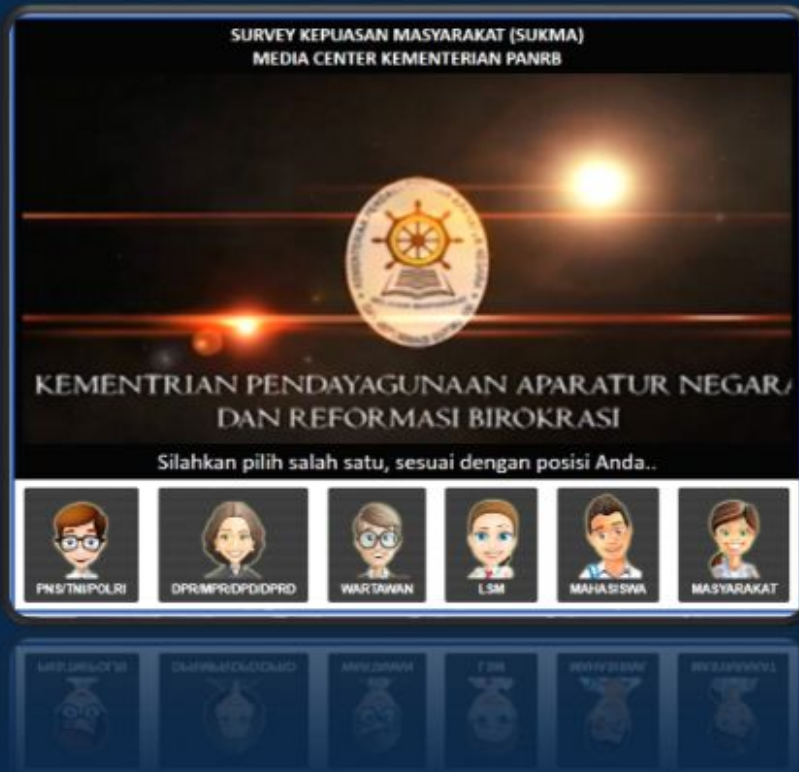 SURVEY KEPUASAN MASYARAKAT (SUKMA)
MEDIA CENTER KEMENTERIAN PANRB
KEMENTRIAN PENDAYAGUNAAN APARATUR NEGARA
DAN REFORMASI BIROKRASI
Silahkan pilih salah satu, sesuai dengan posisi Anda..
PNS/TNI/POLRI
DPR/MPR/DPD/DPRD
WARTAWAN
LSM
MAHASISWA
MASYARAKAT